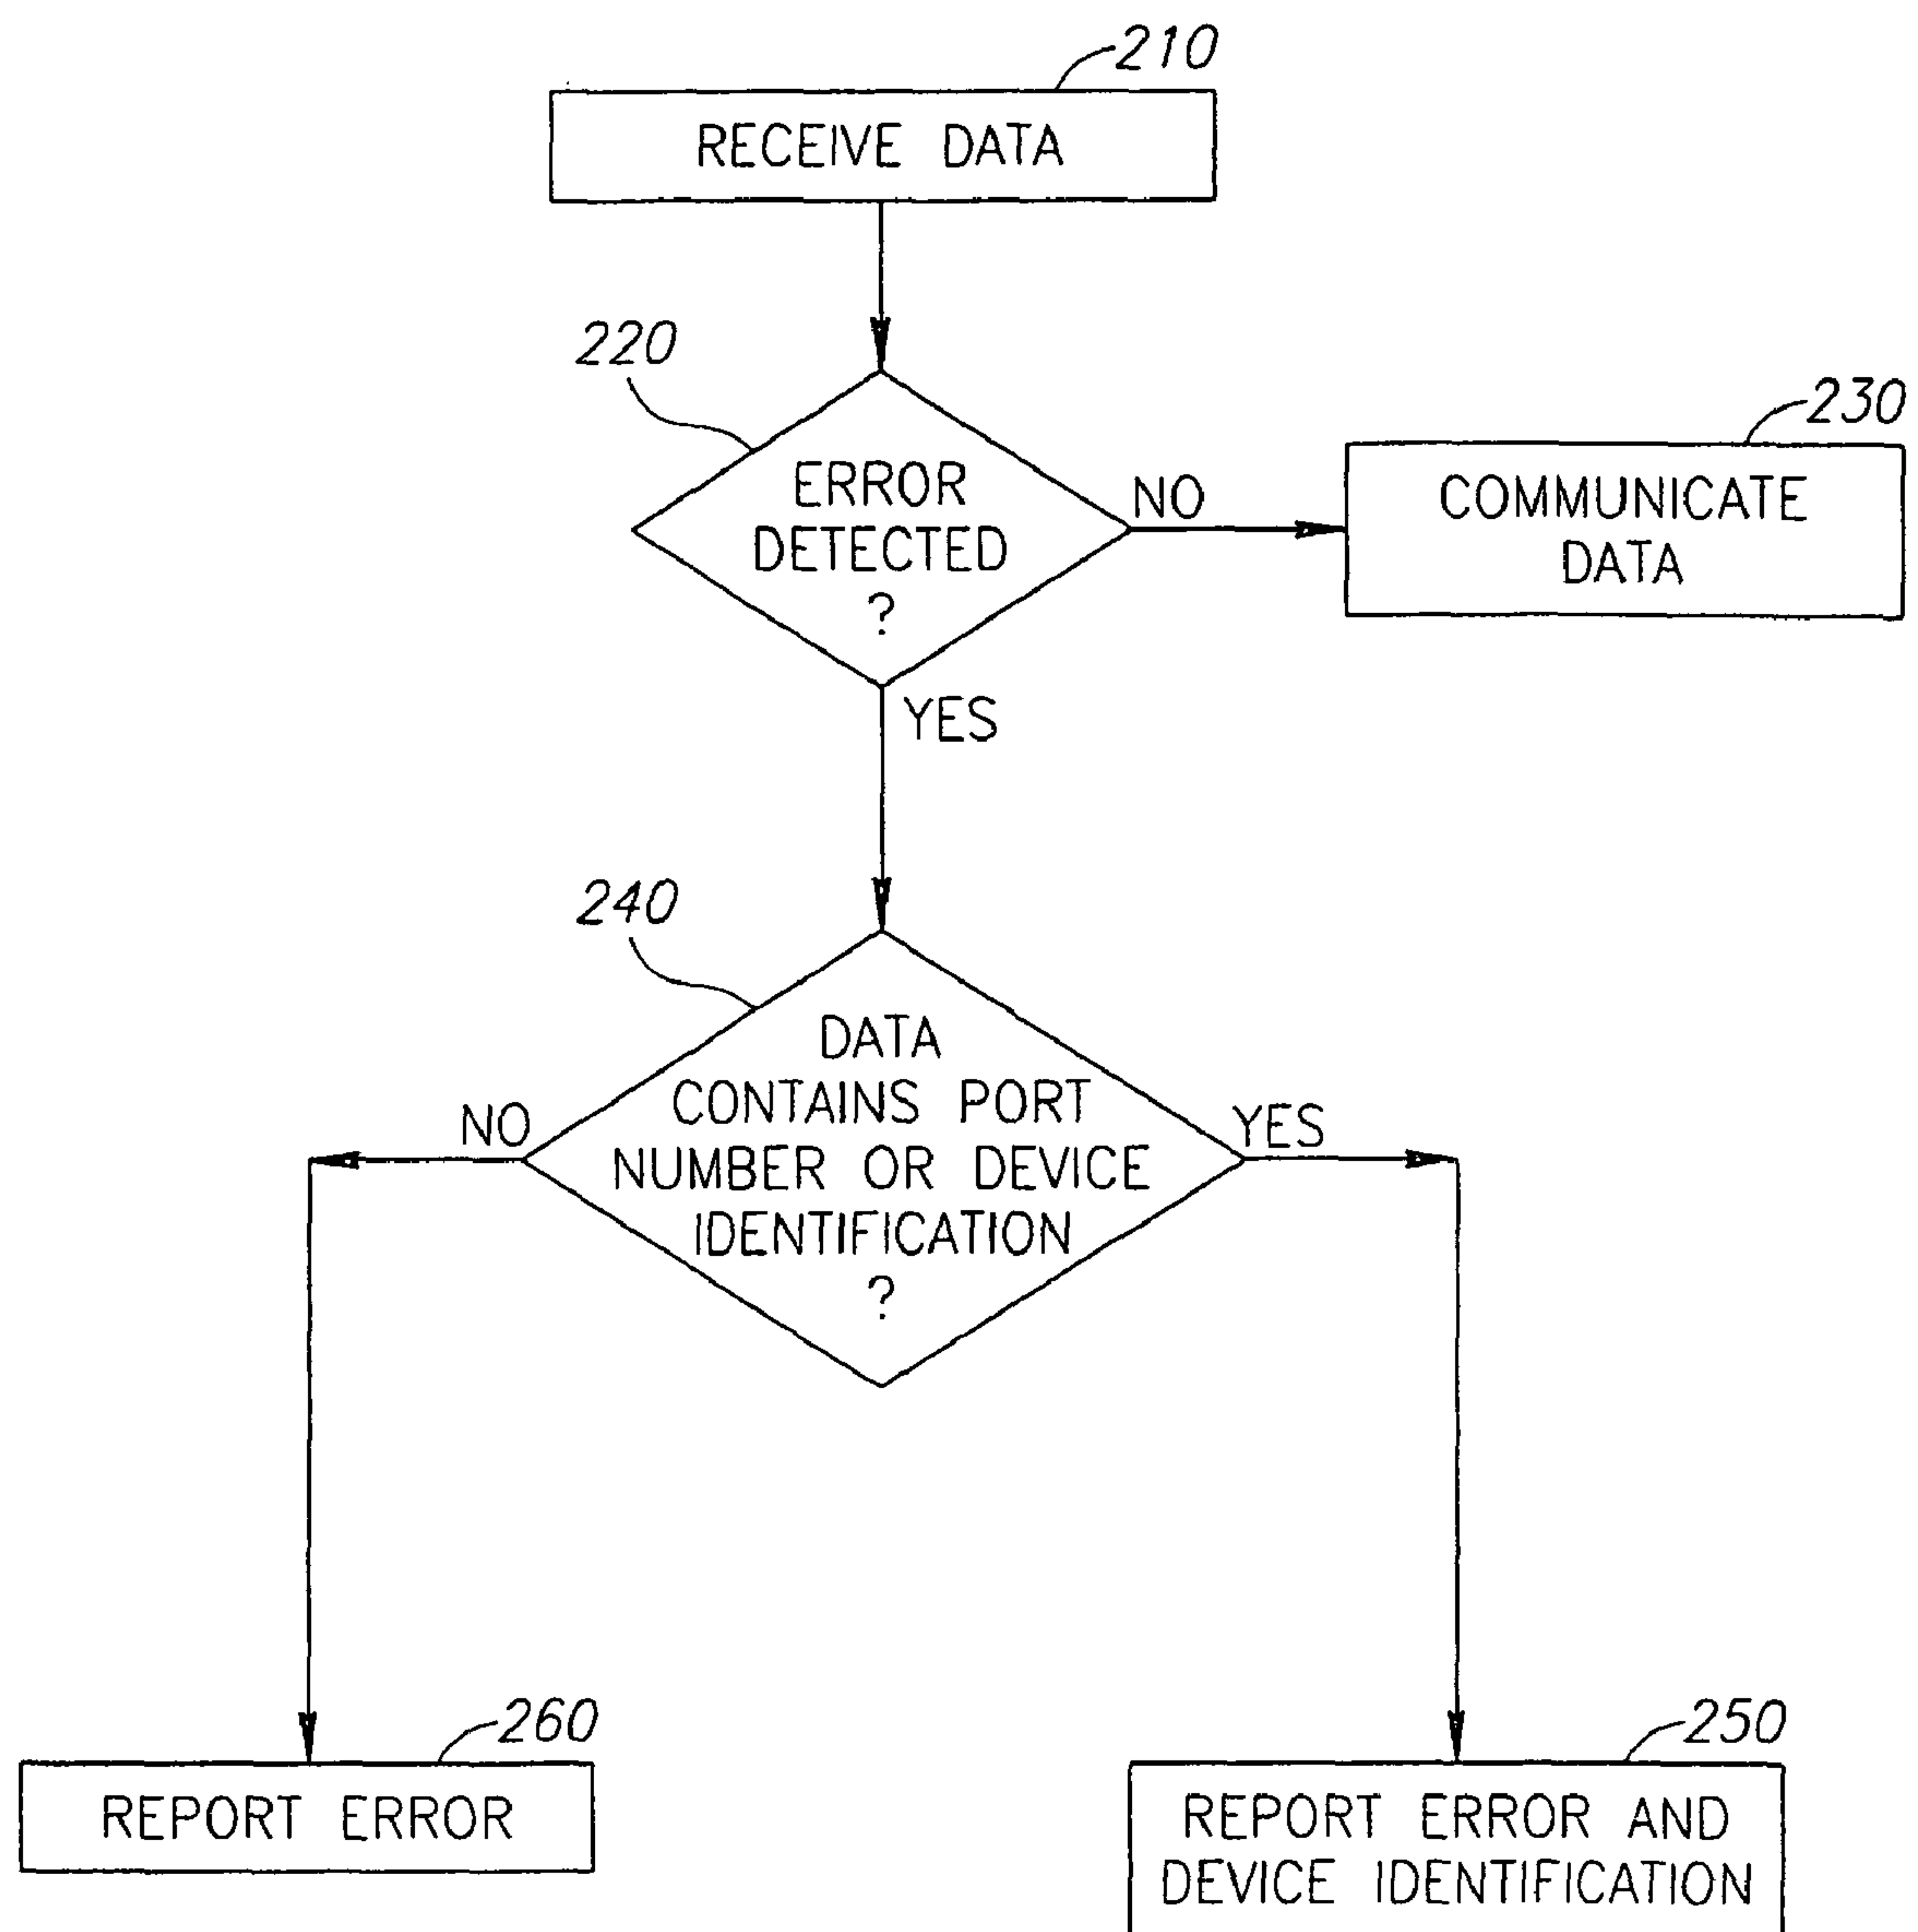 210
RECEIVE DATA
220
ERROR
DETECTED
?
NO
230
COMMUNICATE
DATA
YES
240
DATA
CONTAINS PORT
NUMBER OR DEVICE
IDENTIFICATION
?
NO
YES
260
REPORT ERROR
250
REPORT ERROR AND
DEVICE IDENTIFICATION